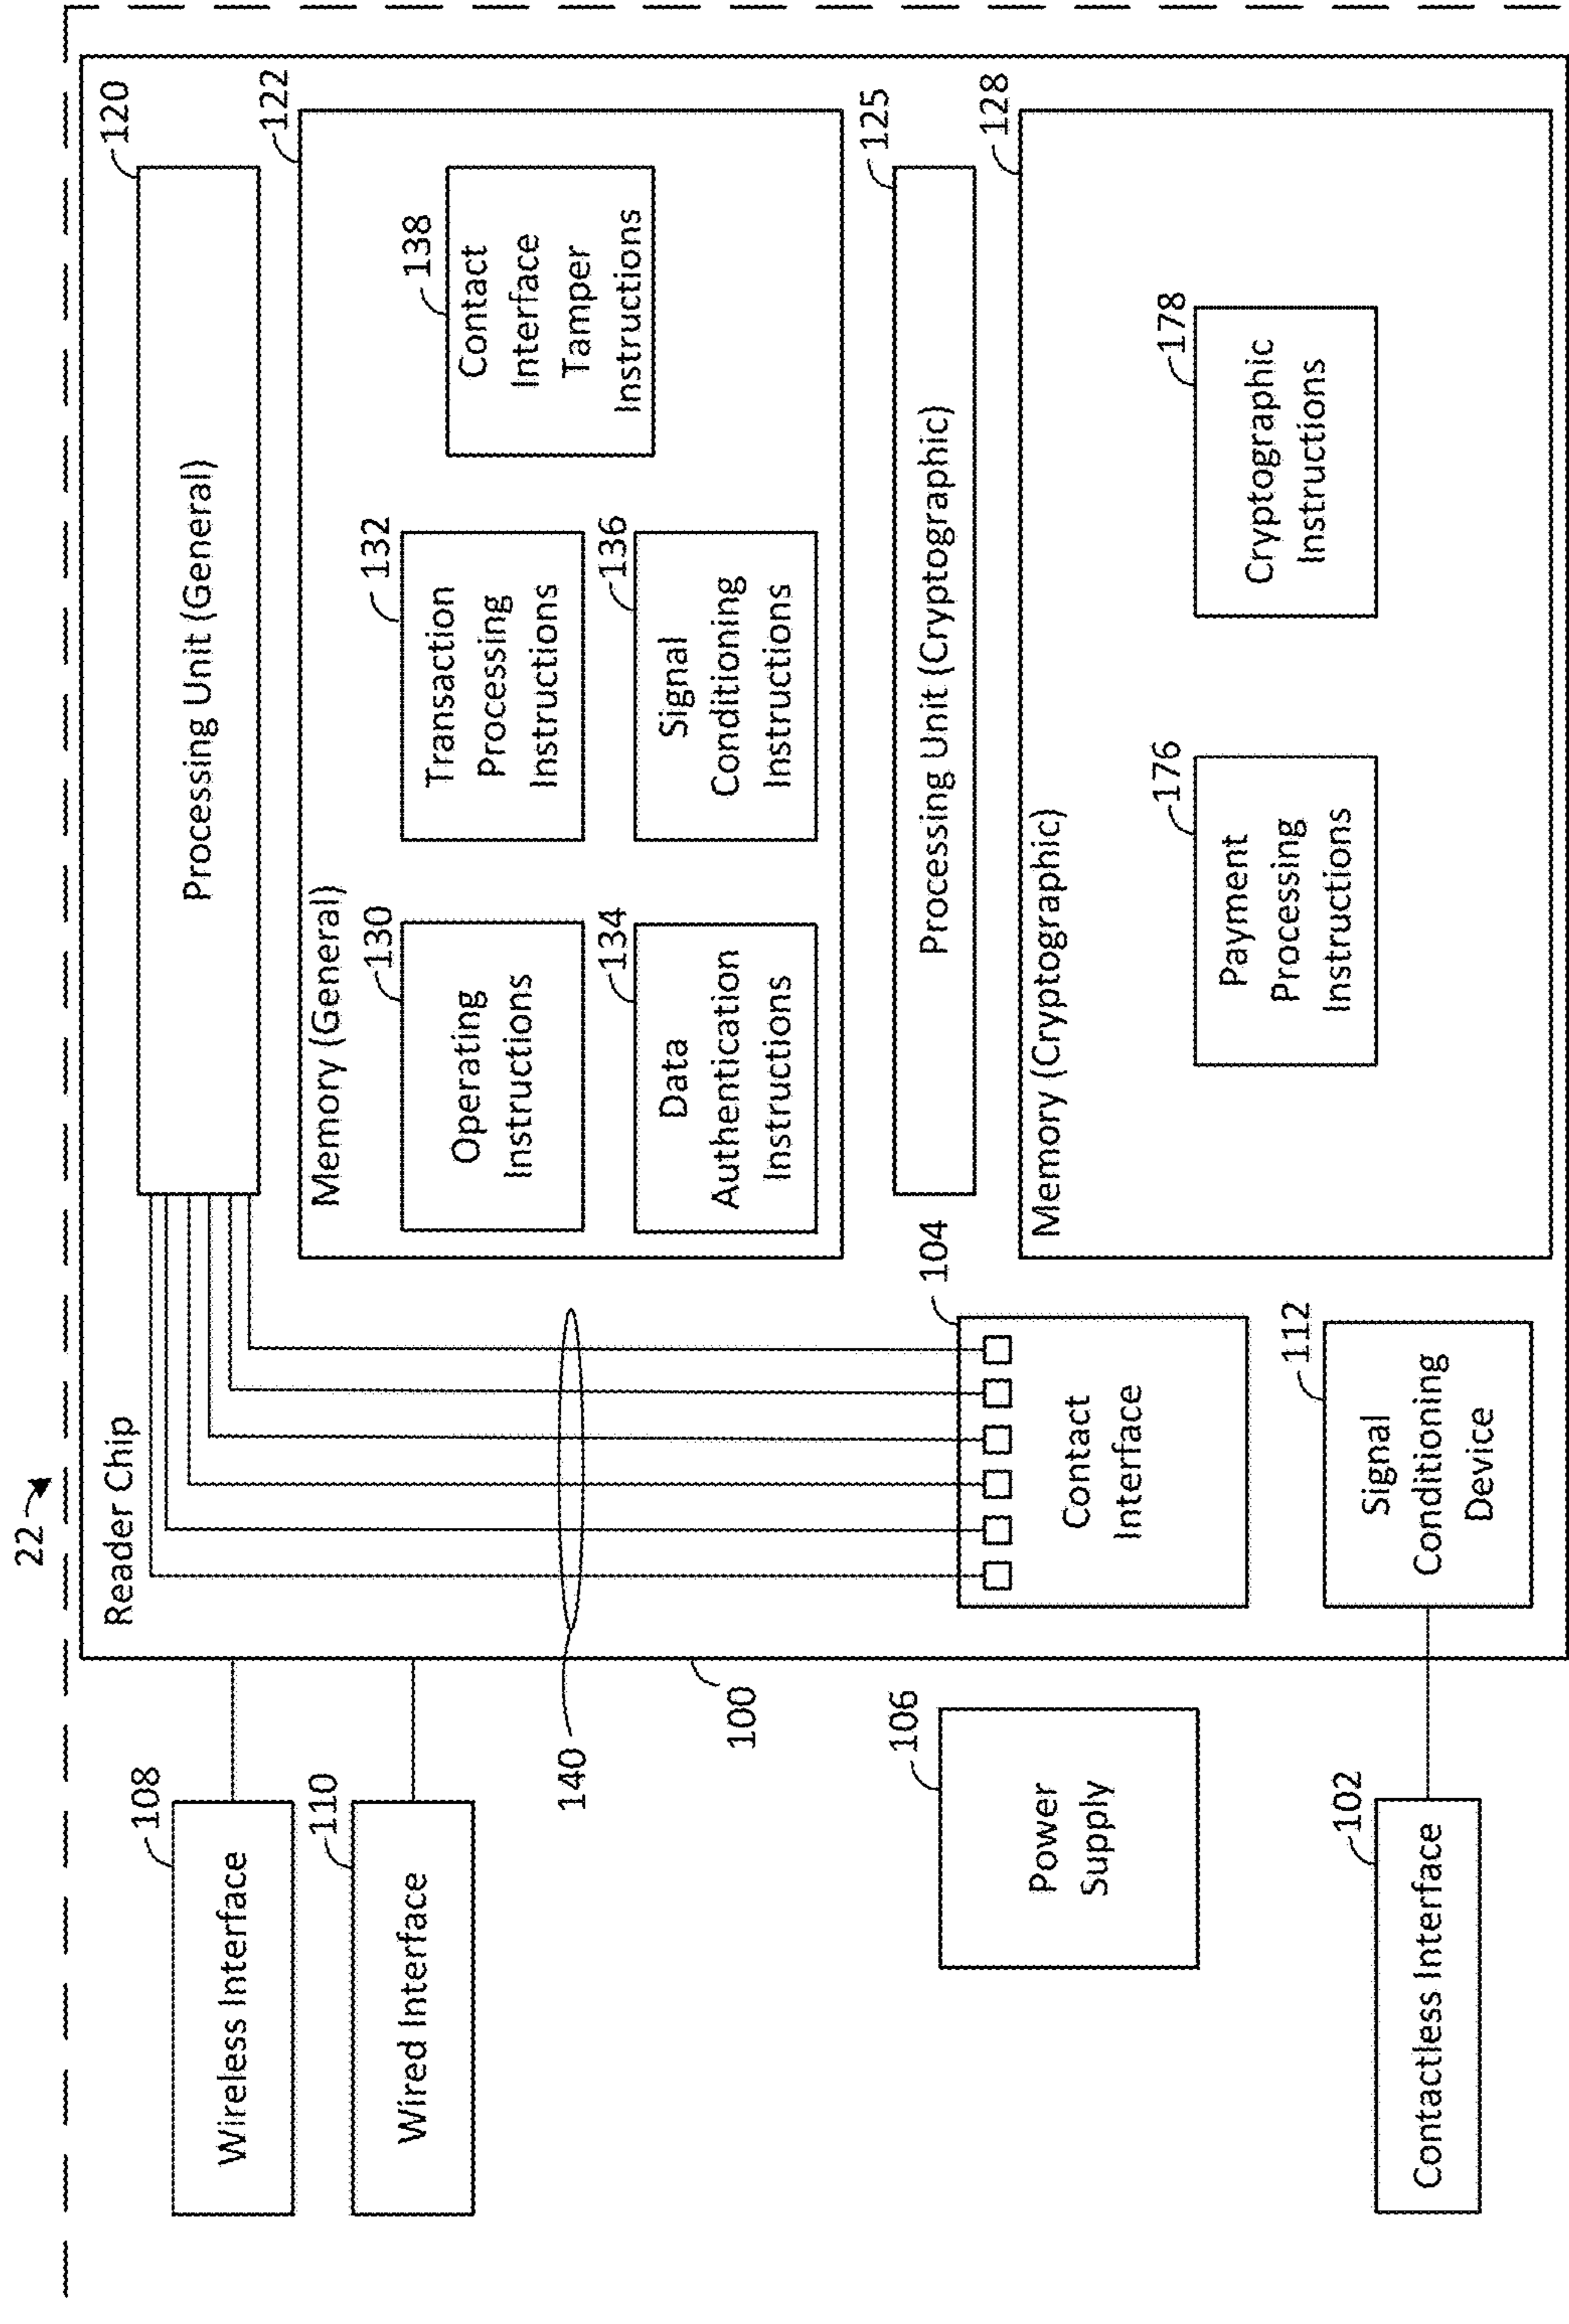 22
Reader Chip
120
Processing Unit (General)
122
Memory (General)
130
Operating
Instructions
132
Transaction
Processing
Instructions
134
Data
Authentication
Instructions
136
Signal
Conditioning
Instructions
138
Contact
Interface
Tamper
Instructions
125
Processing Unit (Cryptographic)
128
Memory (Cryptographic)
176
Payment
Processing
Instructions
178
Cryptographic
Instructions
108
Wireless Interface
110
Wired Interface
140
100
104
Contact
Interface
106
Power
Supply
112
Signal
Conditioning
Device
102
Contactless Interface